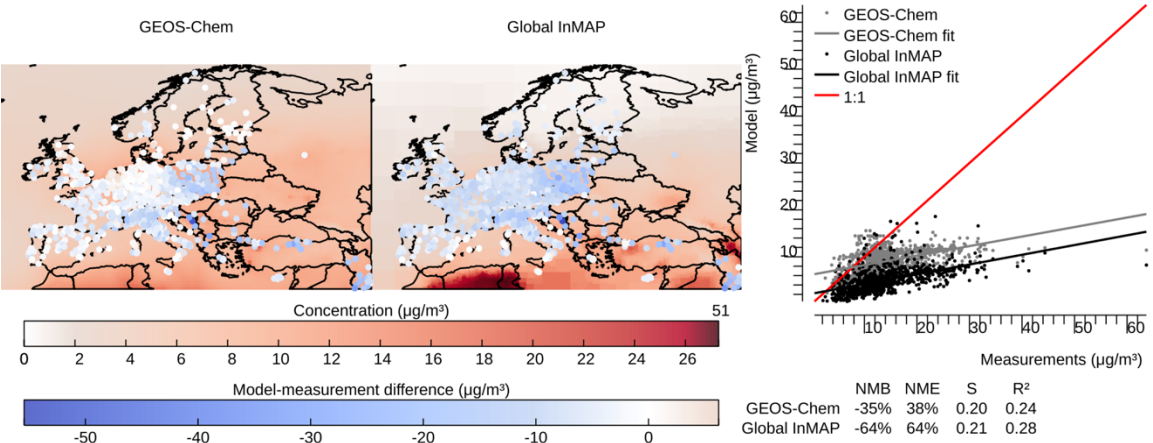 GEOS-Chem
Global InMAP
Concentration (μg/m³)
51
0 2 4 6 8 10 12 14 16 18 20 22 24 26
Model-measurement difference (μg/m³)
-50 -40 -30 -20 -10 0
Model (μg/m³)
60
50
40
30
20
10
GEOS-Chem
GEOS-Chem fit
Global InMAP
Global InMAP fit
1:1
10 20 30 40 50 60
Measurements (μg/m³)
NMB NME S R²
GEOS-Chem -35% 38% 0.20 0.24
Global InMAP -64% 64% 0.21 0.28